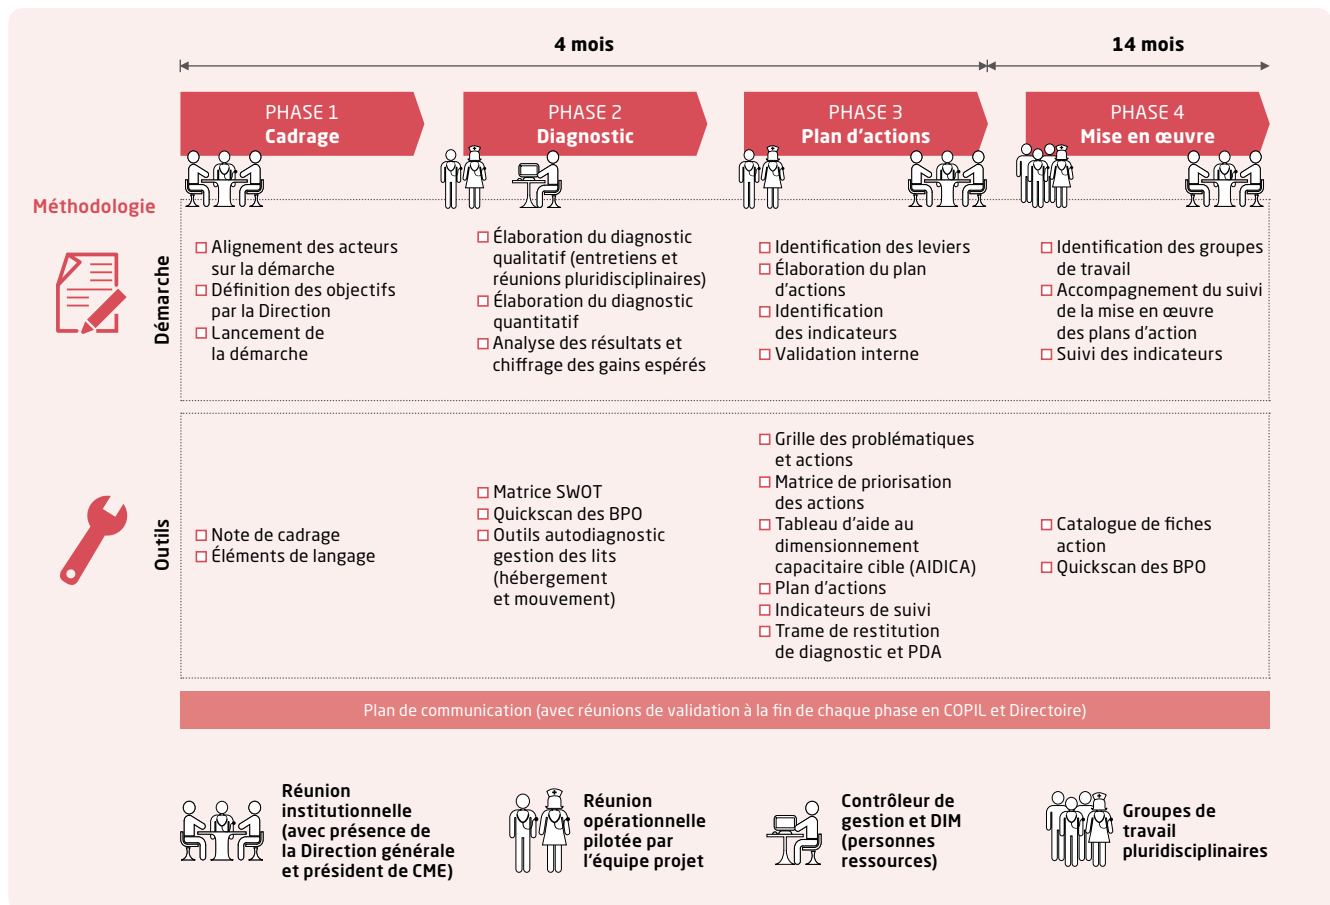 4 mois
14 mois
PHASE 1
Cadrage
PHASE 2
Diagnostic
PHASE 3
Plan d'actions
PHASE 4
Mise en œuvre
Méthodologie
Démarche
Alignement des acteurs
sur la démarche
Définition des objectifs
par la Direction
Lancement de
la démarche
Élaboration du diagnostic
qualitatif (entretiens et
réunions pluridisciplinaires)
Élaboration du diagnostic
quantitatif
Analyse des résultats et
chiffrage des gains espérés
Identification des leviers
Élaboration du plan
d'actions
Identification
des indicateurs
Validation interne
Identification des groupes
de travail
Accompagnement du suivi
de la mise en œuvre
des plans d'action
Suivi des indicateurs
Outils
Note de cadrage
Éléments de langage
Matrice SWOT
Quickscan des BPO
Outils autodiagnostic
gestion des lits
(hébergement
et mouvement)
Grille des problématiques
et actions
Matrice de priorisation
des actions
Tableau d'aide au
dimensionnement
capacitaire cible (AIDICA)
Plan d'actions
Indicateurs de suivi
Trame de restitution
de diagnostic et PDA
Catalogue de fiches
action
Quickscan des BPO
Plan de communication (avec réunions de validation à la fin de chaque phase en COPIL et Directoire)
Réunion
institutionnelle
(avec présence de
la Direction générale
et président de CME)
Réunion
opérationnelle
pilotée par
l'équipe projet
Contrôleur de
gestion et DIM
(personnes
ressources)
Groupes de
travail
pluridisciplinaires